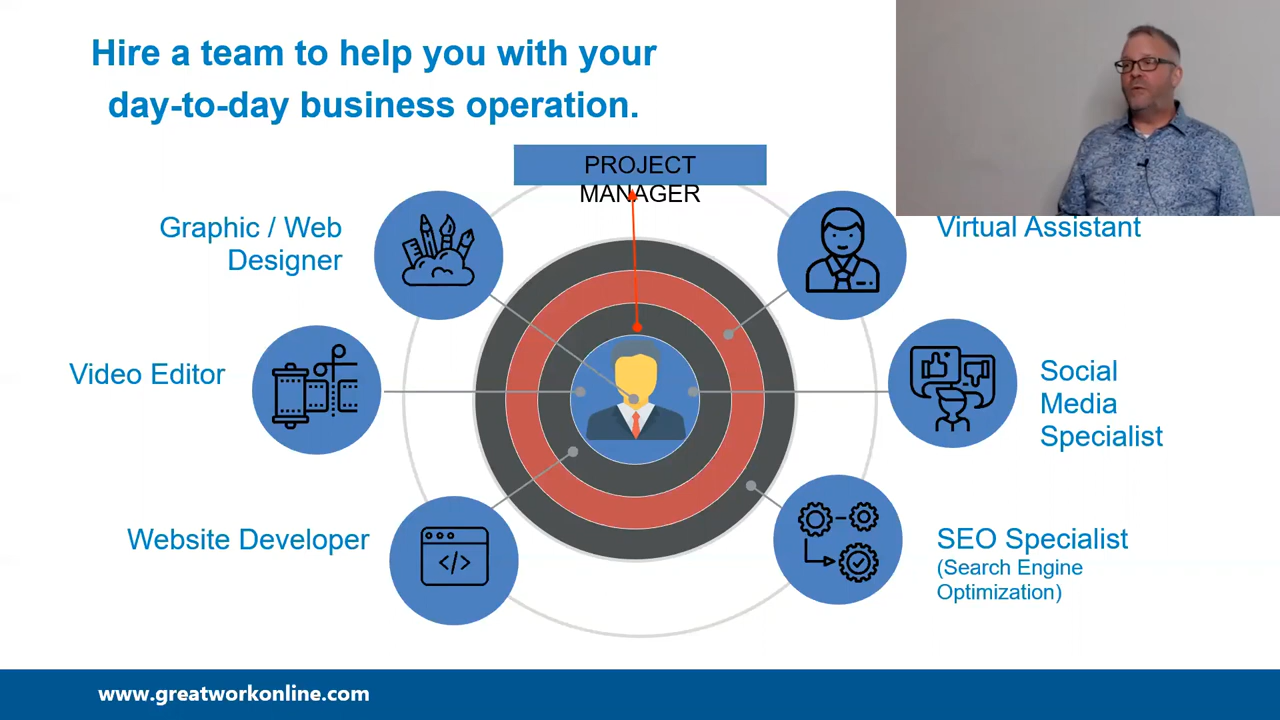 Hire a team to help you with your
day-to-day business operation.
PROJECT
MANAGER
Graphic / Web
Designer
Virtual Assistant
Video Editor
Social
Media
Specialist
Website Developer
</>
SEO Specialist
(Search Engine
Optimization)
www.greatworkonline.com